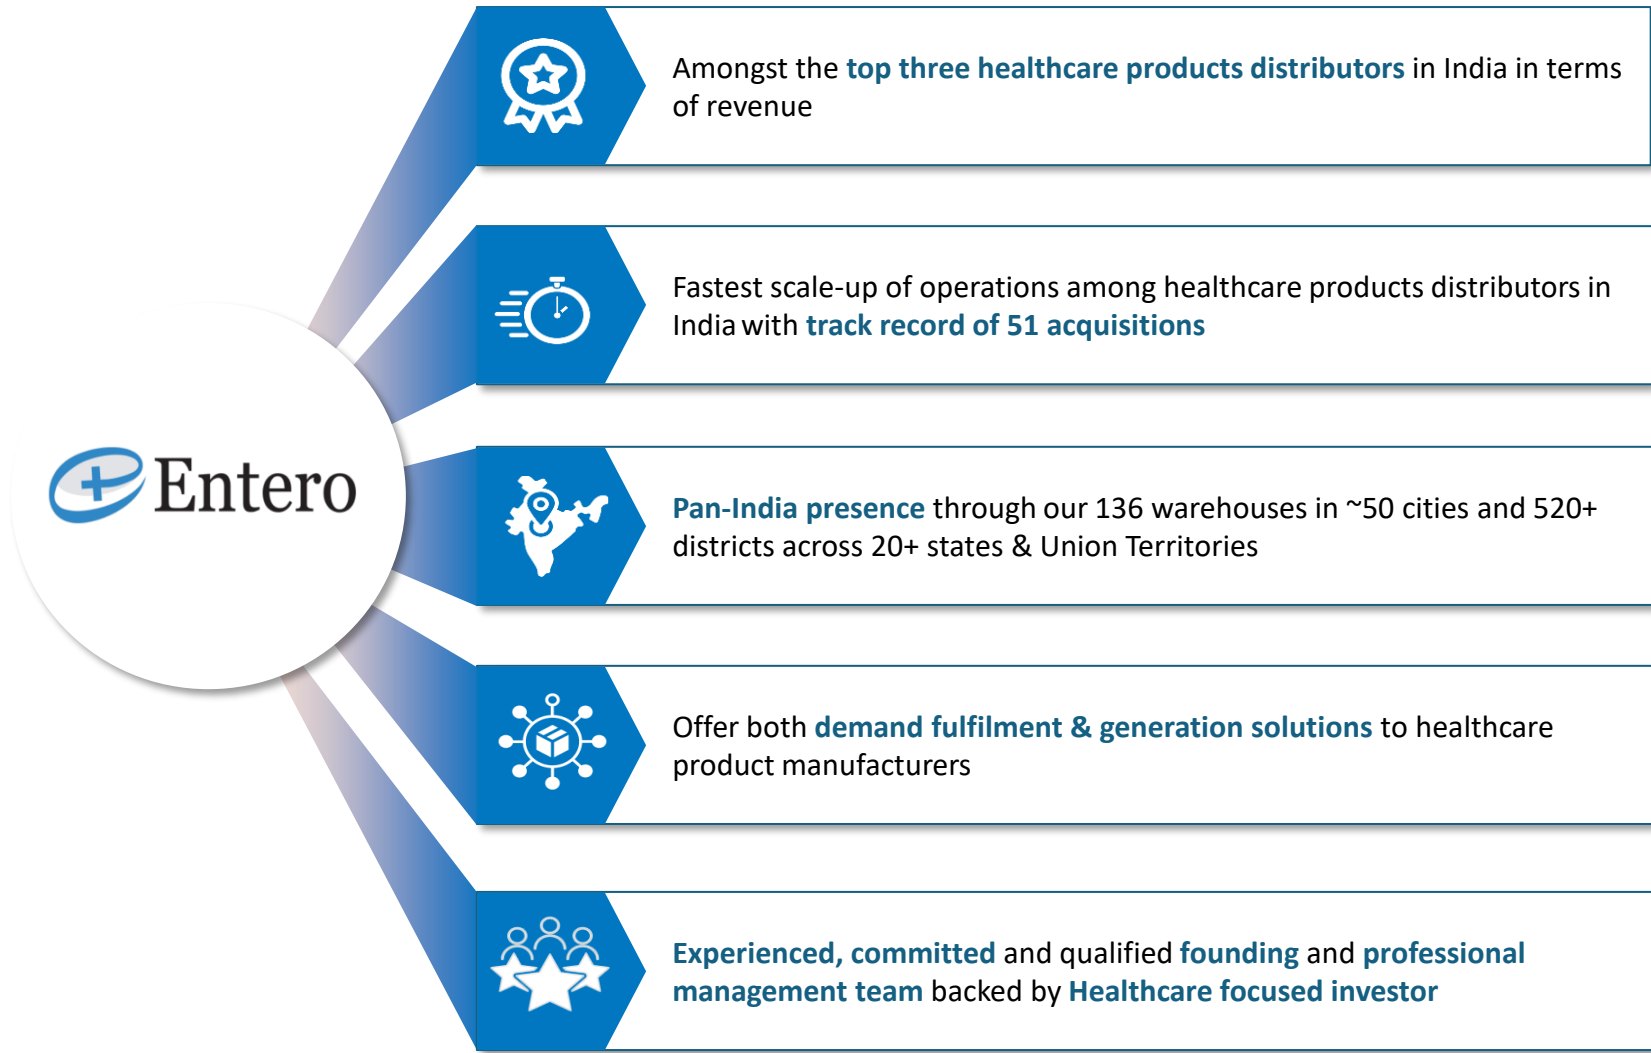 Amongst the top three healthcare products distributors in India in terms
of revenue
Fastest scale-up of operations among healthcare products distributors in
India with track record of 51 acquisitions
Entero
Pan-India presence through our 136 warehouses in ~50 cities and 520+
districts across 20+ states & Union Territories
Offer both demand fulfilment & generation solutions to healthcare
product manufacturers
Experienced, committed and qualified founding and professional
management team backed by Healthcare focused investor